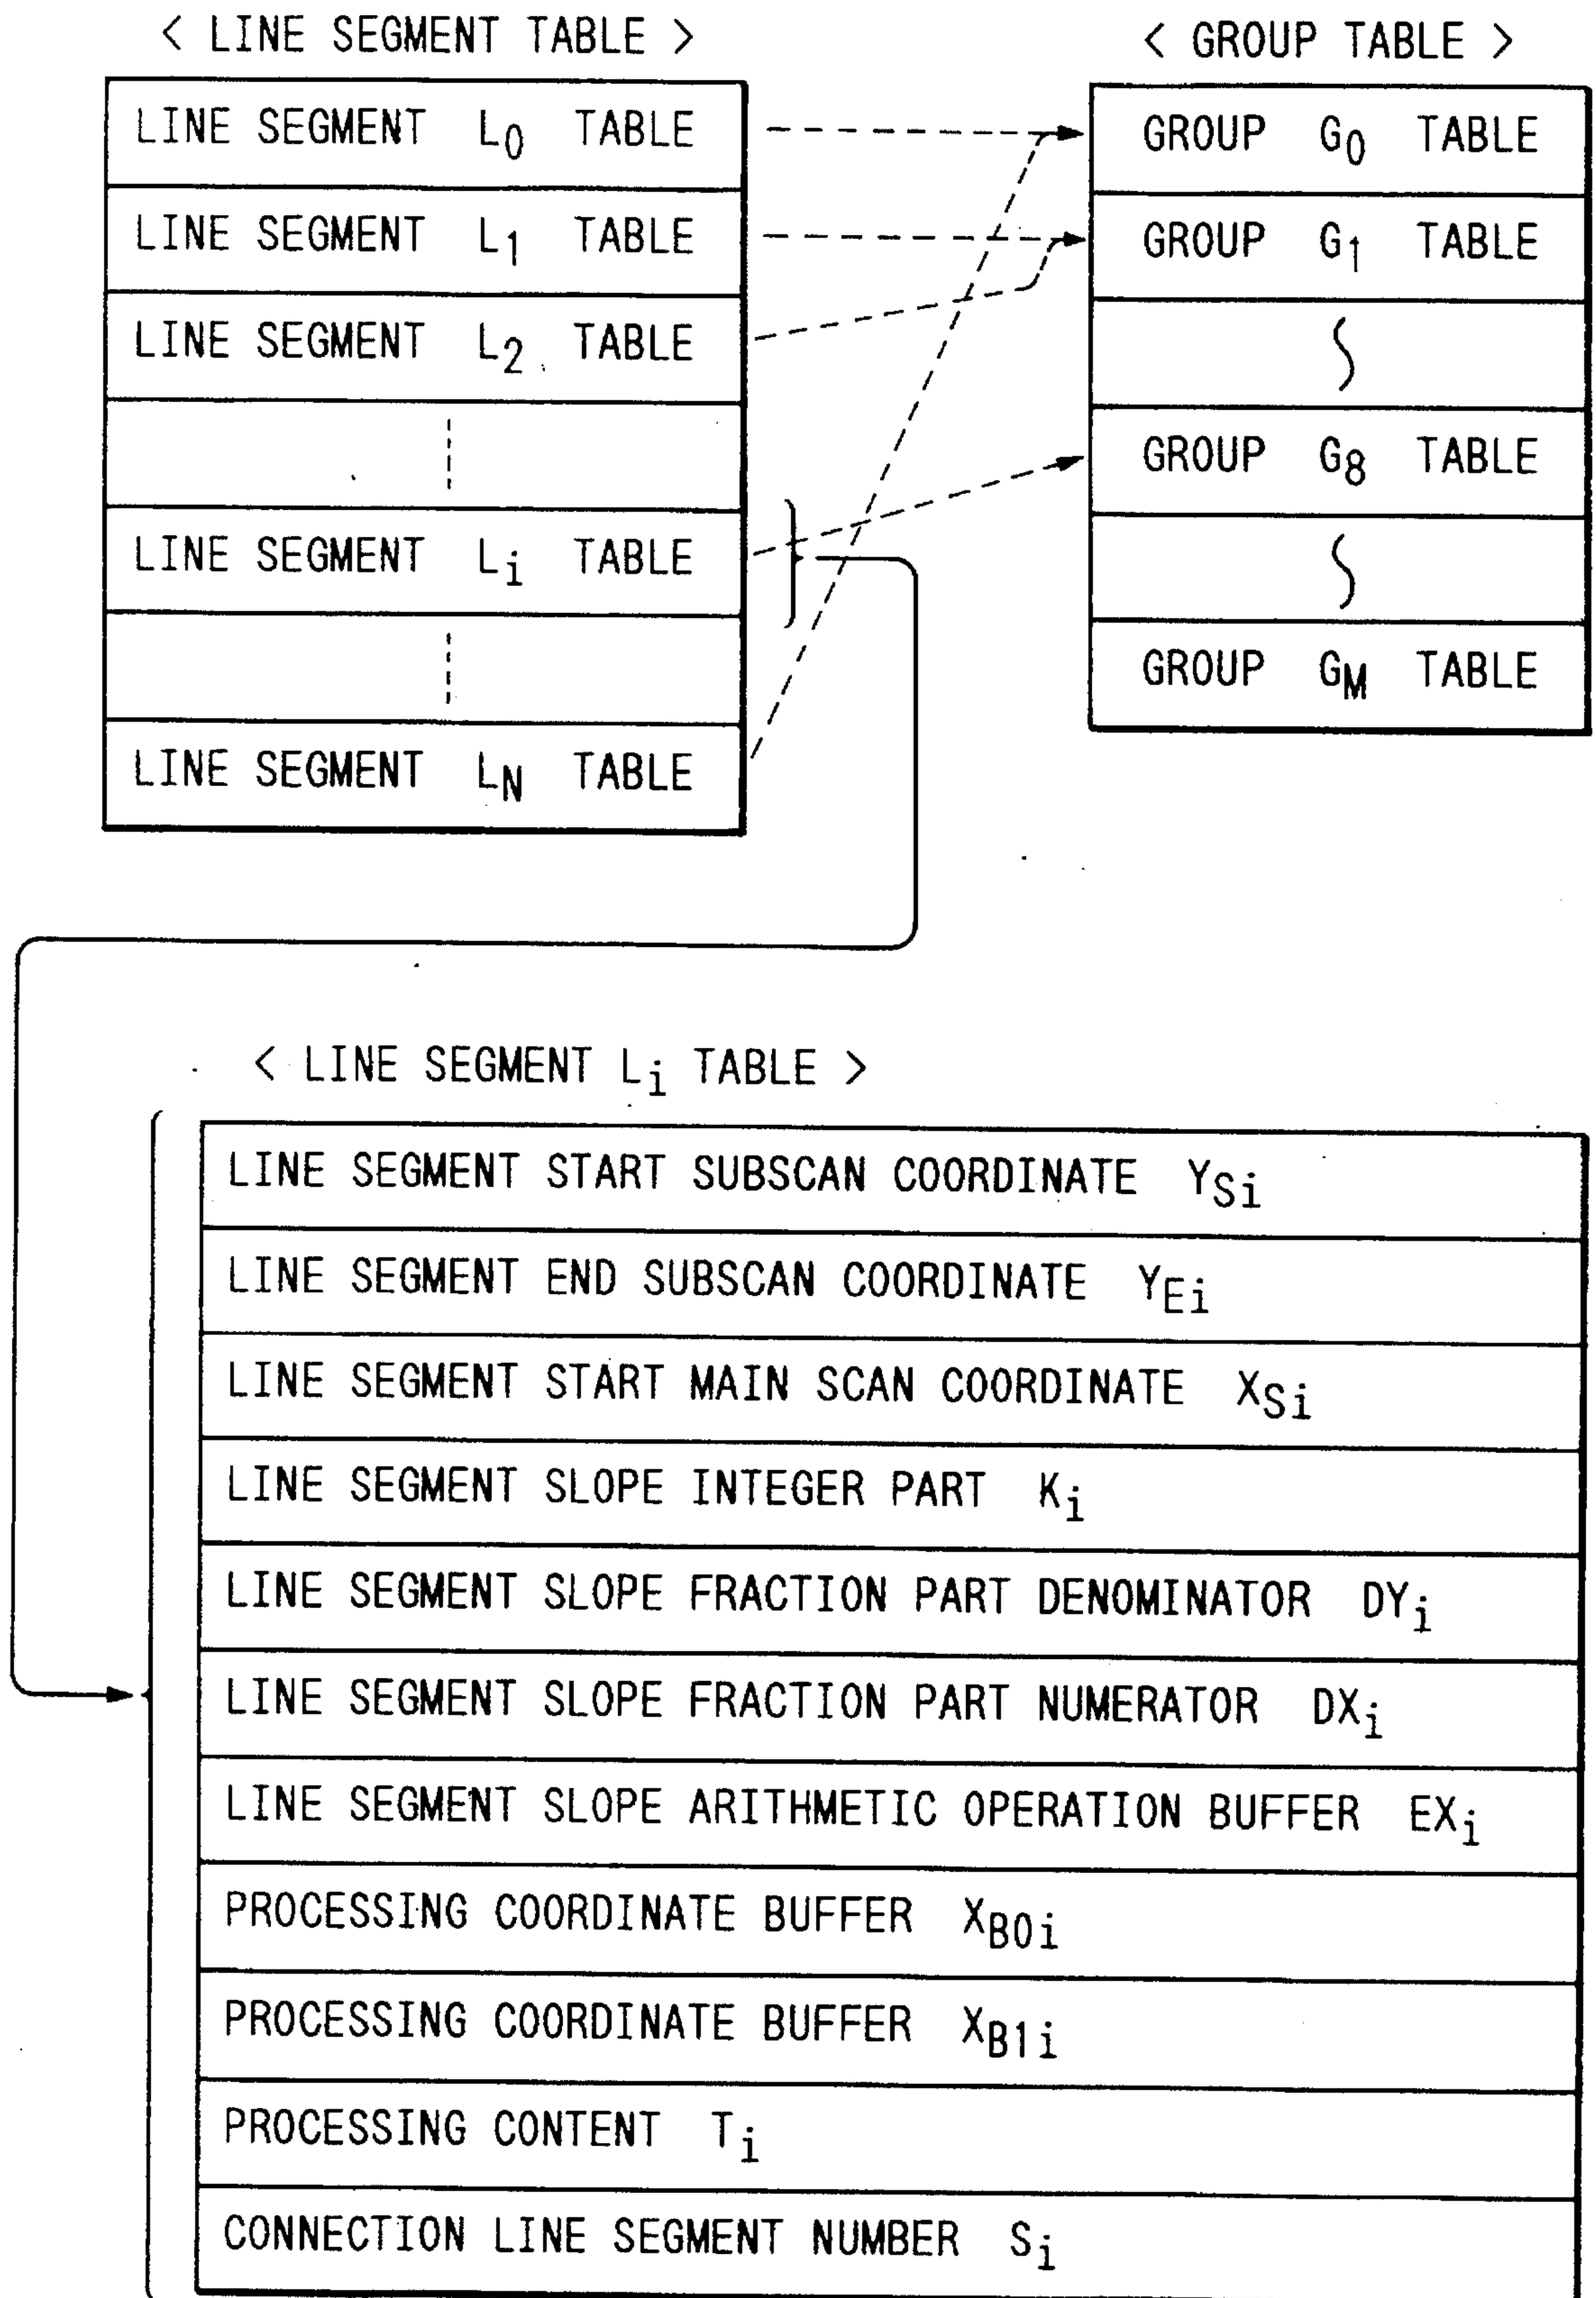 < LINE SEGMENT TABLE >
LINE SEGMENT L0 TABLE
LINE SEGMENT L1 TABLE
LINE SEGMENT L2 TABLE
LINE SEGMENT Li TABLE
LINE SEGMENT LN TABLE
< GROUP TABLE >
GROUP G0 TABLE
GROUP G1 TABLE
GROUP G8 TABLE
GROUP GM TABLE
< LINE SEGMENT Li TABLE >
LINE SEGMENT START SUBSCAN COORDINATE YSi
LINE SEGMENT END SUBSCAN COORDINATE YEi
LINE SEGMENT START MAIN SCAN COORDINATE XSi
LINE SEGMENT SLOPE INTEGER PART Ki
LINE SEGMENT SLOPE FRACTION PART DENOMINATOR DYi
LINE SEGMENT SLOPE FRACTION PART NUMERATOR DXi
LINE SEGMENT SLOPE ARITHMETIC OPERATION BUFFER EXi
PROCESSING COORDINATE BUFFER XB0i
PROCESSING COORDINATE BUFFER XB1i
PROCESSING CONTENT Ti
CONNECTION LINE SEGMENT NUMBER Si